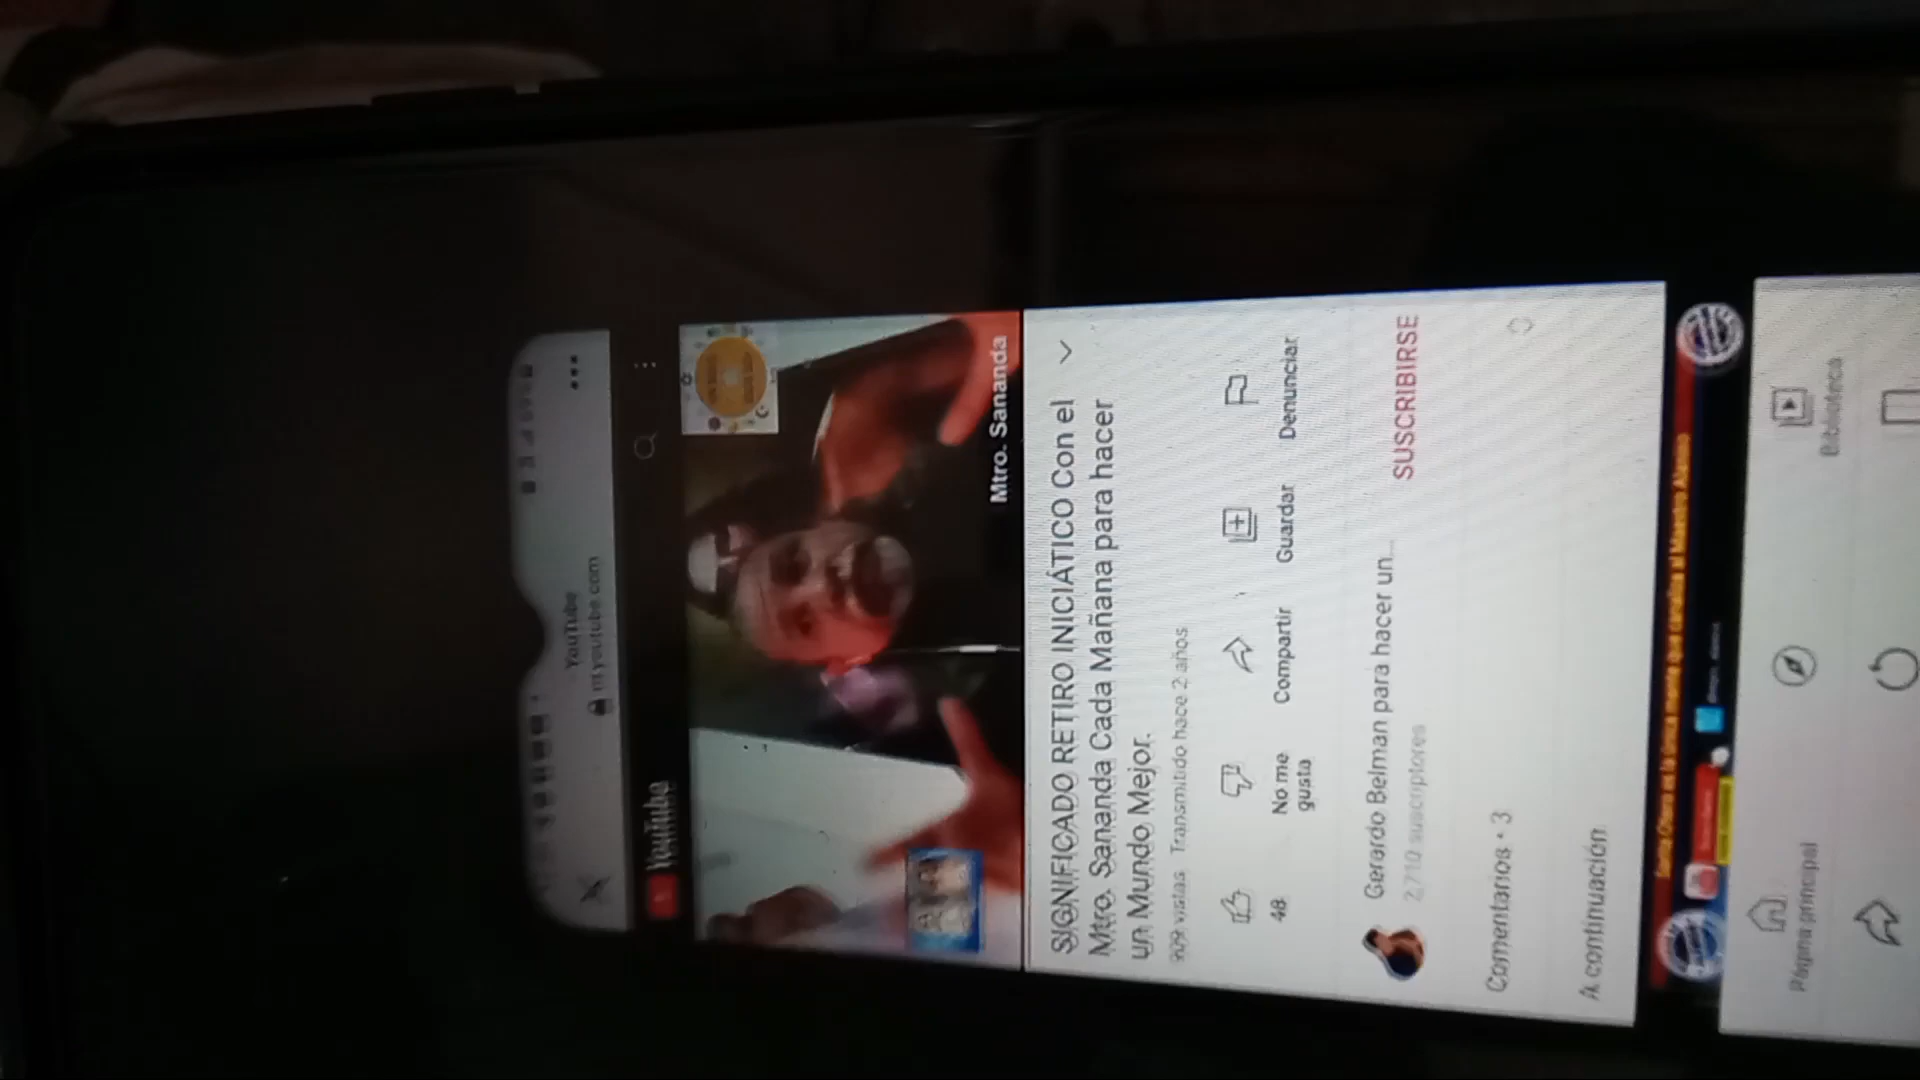 YouTube
m.youtube.com
YouTube
Mtro. Sananda
SIGNIFICADO RETIRO INICIÁTICO Con el
Mtro. Sananda Cada Mañana para hacer
un Mundo Mejor.
vistas Transmitido hace 2 años
48
No me
gusta
Compartir
Guardar
Denunciar
Gerardo Belman para hacer un...
2,710 suscriptores
SUSCRIBIRSE
Comentarios • 3
A continuación
Página principal
Biblioteca